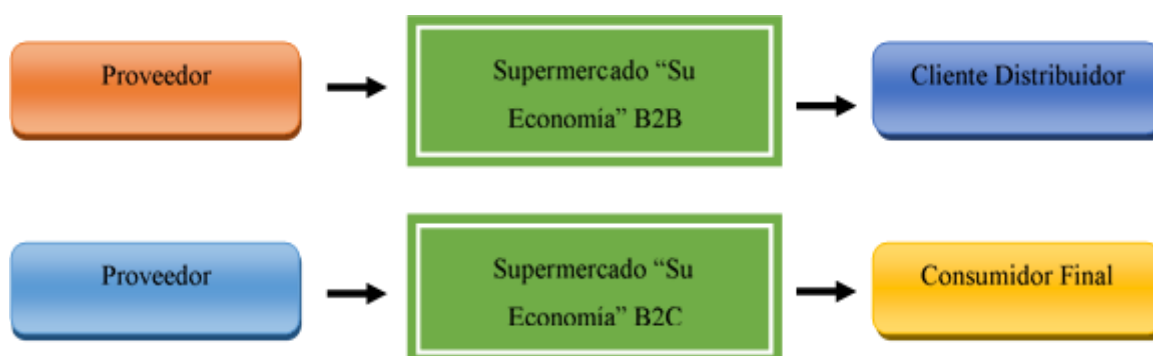 Proveedor
Supermercado “Su
Economía” B2B
Cliente Distribuidor
Proveedor
Supermercado “Su
Economía” B2C
Consumidor Final